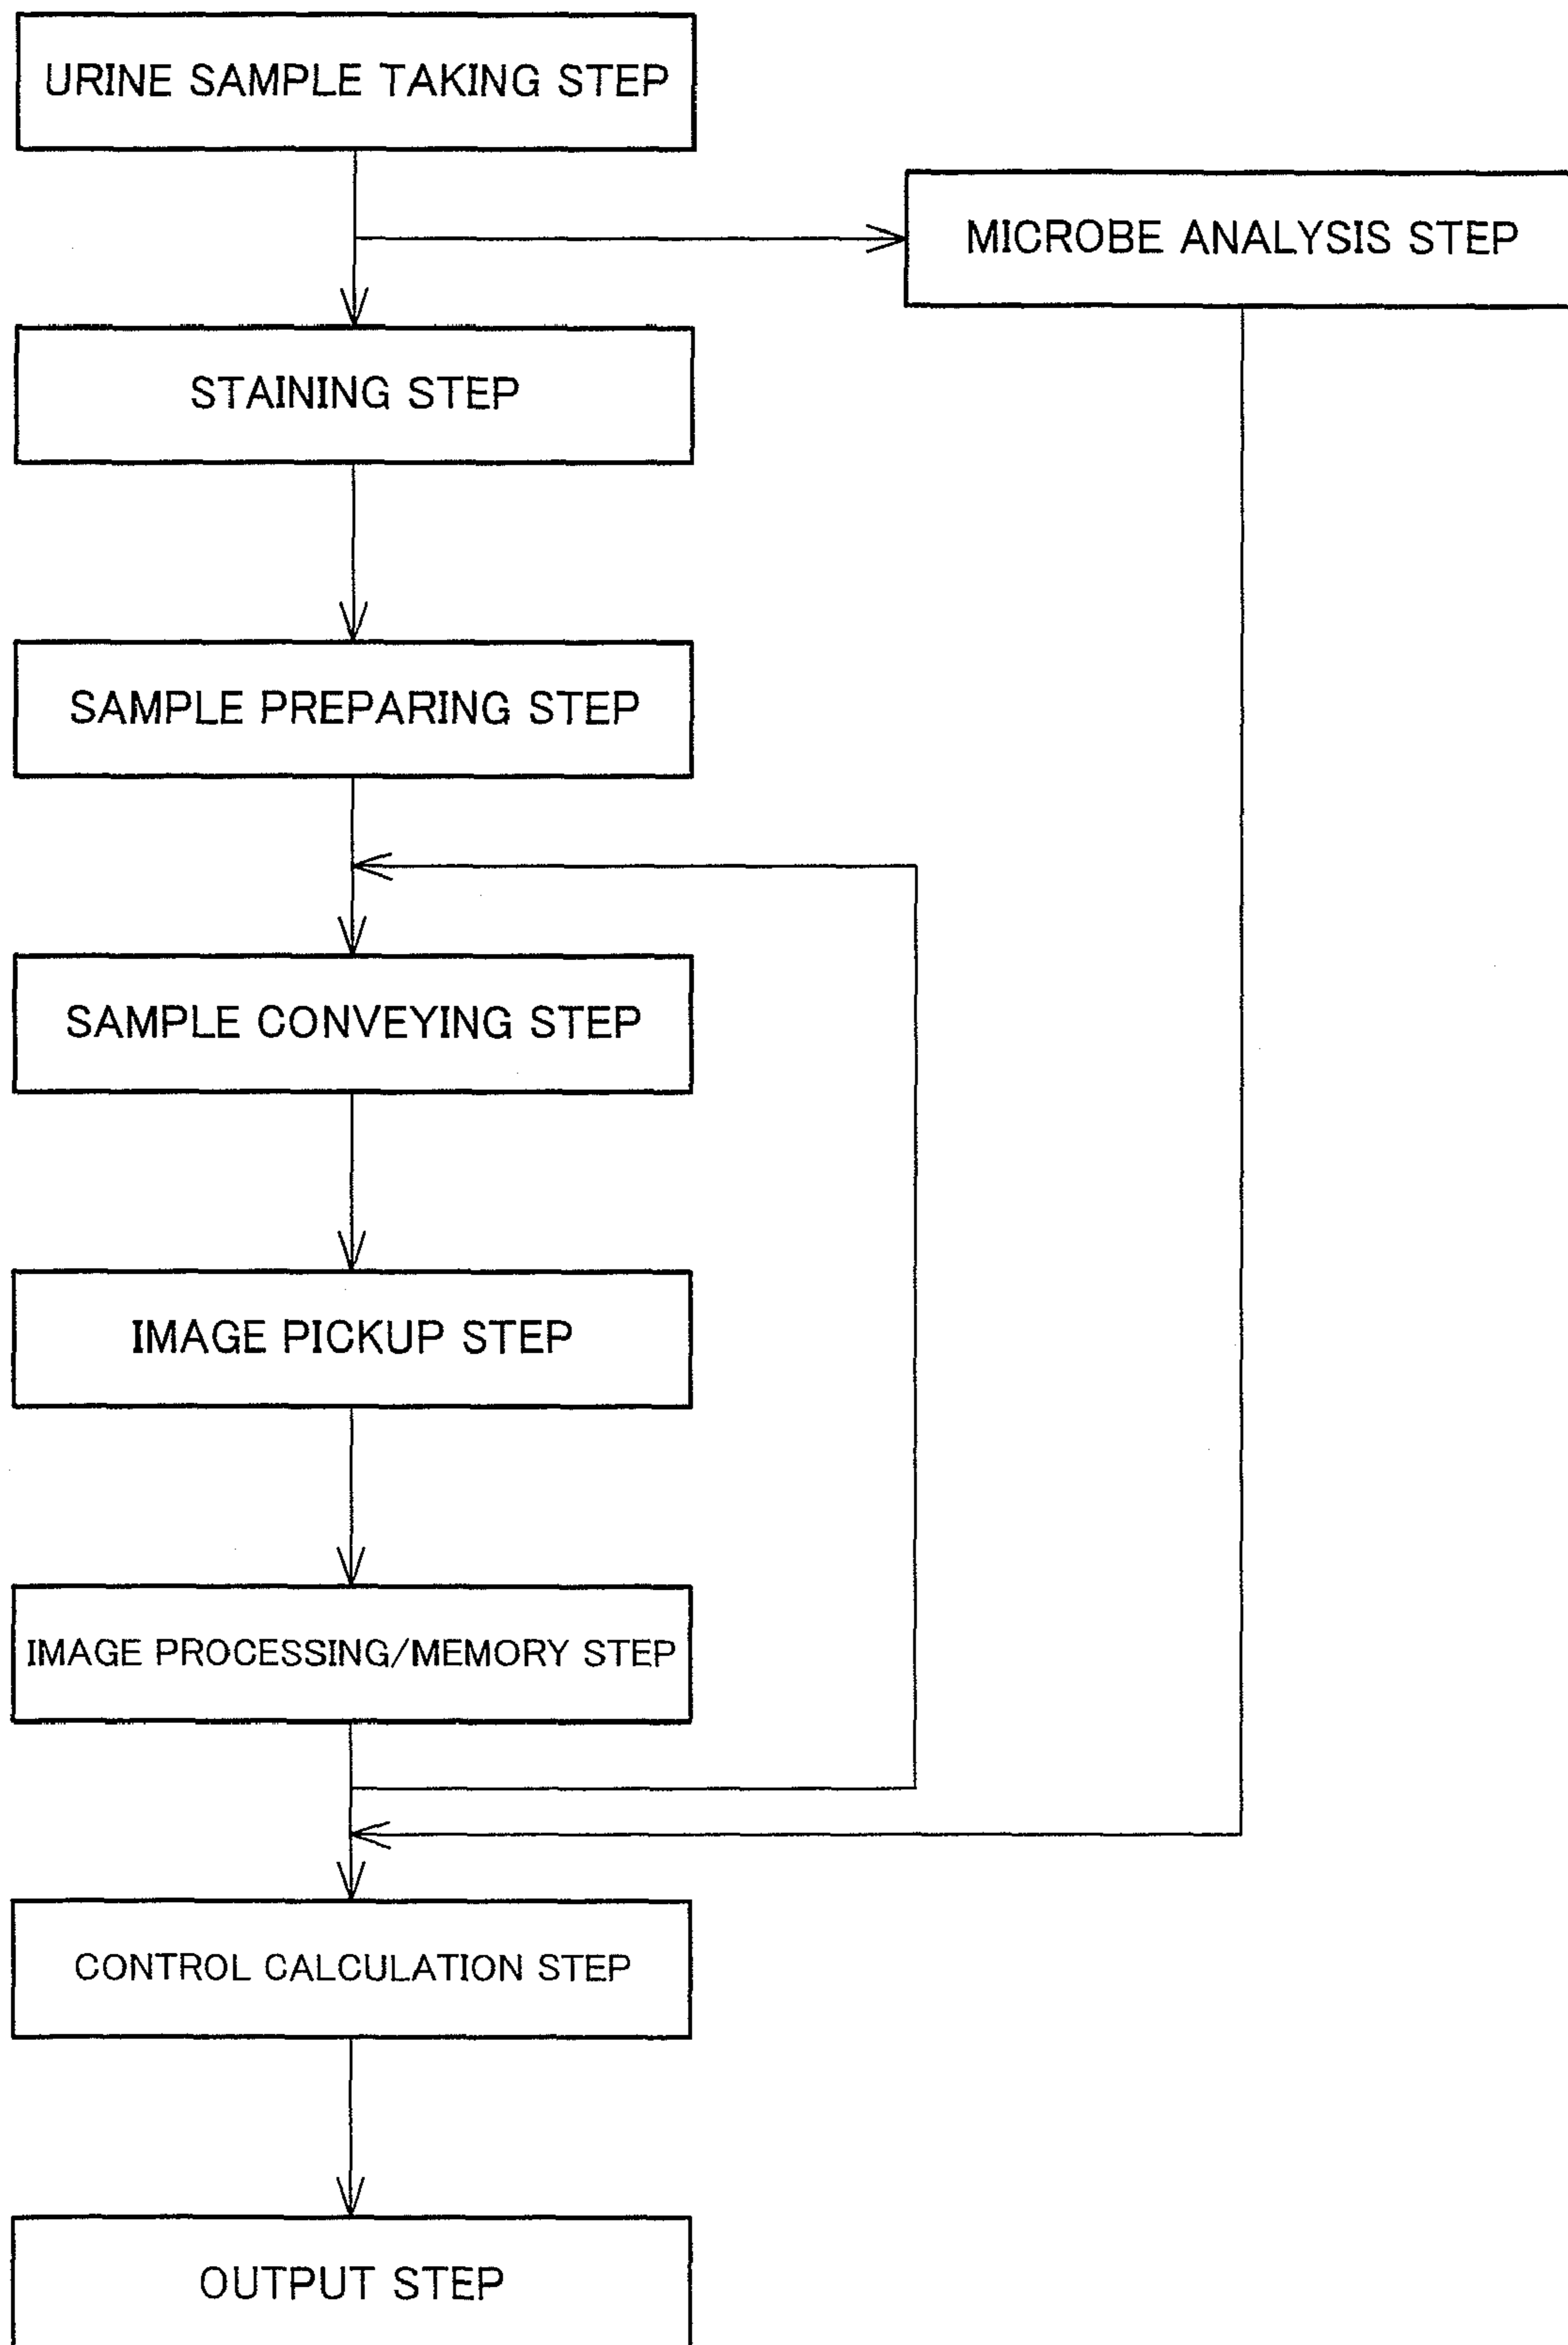 URINE SAMPLE TAKING STEP
MICROBE ANALYSIS STEP
STAINING STEP
SAMPLE PREPARING STEP
SAMPLE CONVEYING STEP
IMAGE PICKUP STEP
IMAGE PROCESSING/MEMORY STEP
CONTROL CALCULATION STEP
OUTPUT STEP